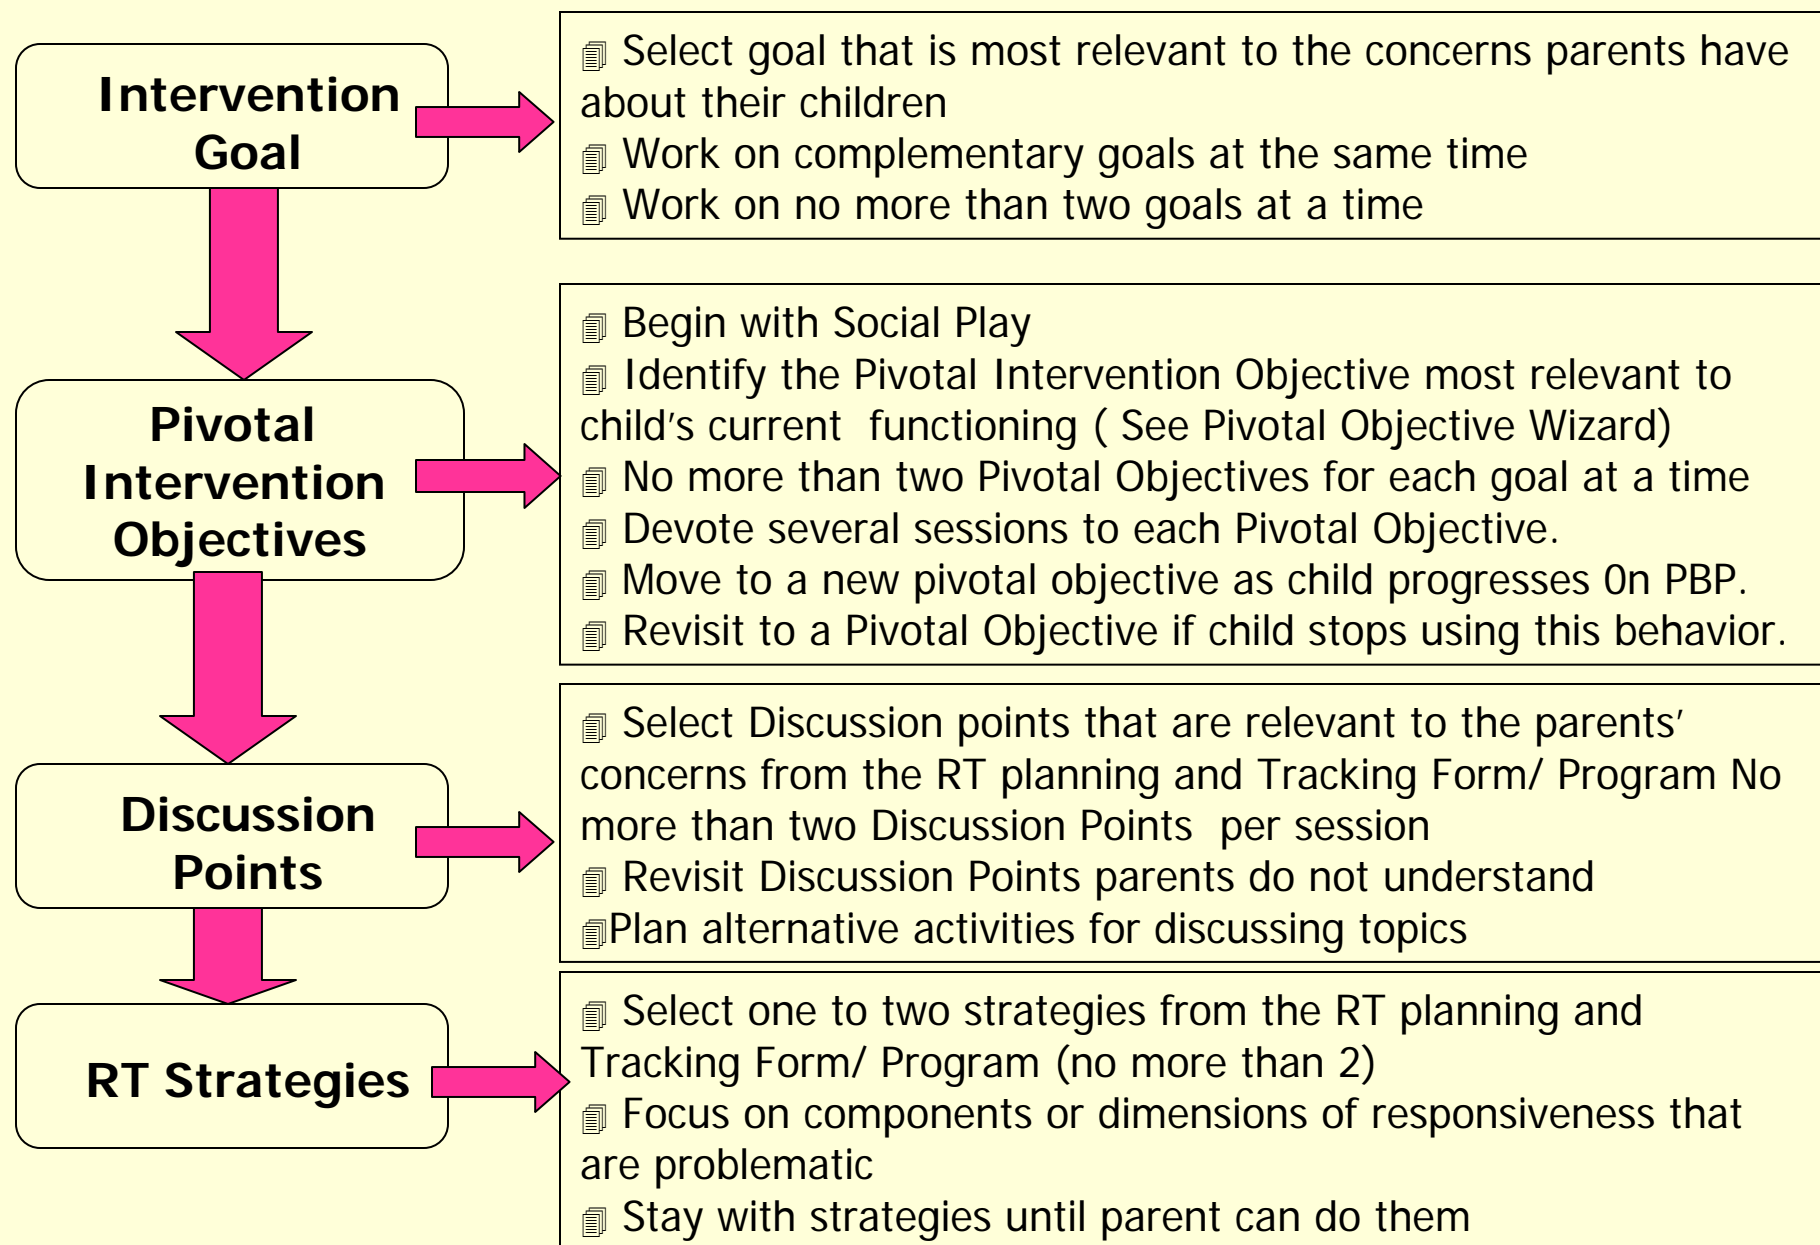 Intervention
Goal
Select goal that is most relevant to the concerns parents have
about their children
Work on complementary goals at the same time
Work on no more than two goals at a time
Pivotal
Intervention
Objectives
Begin with Social Play
Identify the Pivotal Intervention Objective most relevant to
child's current  functioning ( See Pivotal Objective Wizard)
No more than two Pivotal Objectives for each goal at a time
Devote several sessions to each Pivotal Objective.
Move to a new pivotal objective as child progresses 0n PBP.
Revisit to a Pivotal Objective if child stops using this behavior.
Discussion
Points
Select Discussion points that are relevant to the parents’
concerns from the RT planning and Tracking Form/ Program No
more than two Discussion Points  per session
Revisit Discussion Points parents do not understand
Plan alternative activities for discussing topics
RT Strategies
Select one to two strategies from the RT planning and
Tracking Form/ Program (no more than 2)
Focus on components or dimensions of responsiveness that
are problematic
Stay with strategies until parent can do them